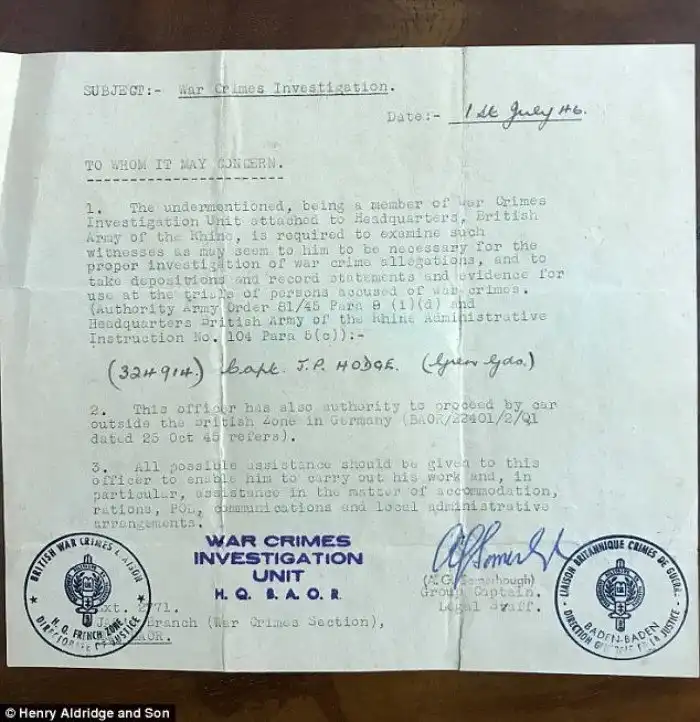 SUBJECT:- War Crimes Investigation.
Date:- 1st July 46.
TO WHOM IT MAY CONCERN.
1. The undermentioned, being a member of War Crimes
Investigation Unit attached to Headquarters, British
Army of the Rhine, is required to examine such
witnesses as may seem to him to be necessary for the
proper investigation of war crime allegations, and to
take depositions and record statements and evidence for
use at the trials of persons accused of war crimes.
(Authority Army Order 81/45 Para 8 (i)(d) and
Headquarters British Army of the Rhine Administrative
Instruction No. 104 Para 5(c)):-
(324914.) Capt. J.P. HODGE. (Gren Gds.)
2. This officer has also authority to proceed by car
outside the British Zone in Germany (BAOR/22401/2/Q1
dated 25 Oct 45 refers).
3. All possible assistance should be given to this
officer to enable him to carry out his work and, in
particular, assistance in the matter of accommodation,
rations, POL, communications and local administrative
arrangements.
BRITISH WAR CRIMES LIAISON
H.Q. FRENCH ZONE
DIRECTORATE OF JUSTICE
WAR CRIMES
INVESTIGATION
UNIT
H.Q. B.A.O.R.
(A.G. Somerhough)
Group Captain.
Legal Staff.
LIAISON BRITANNIQUE CRIMES DE GUERRE
BADEN-BADEN
JUSTICE
Ext. 2771.
Branch (War Crimes Section),
BAOR.
© Henry Aldridge and Son